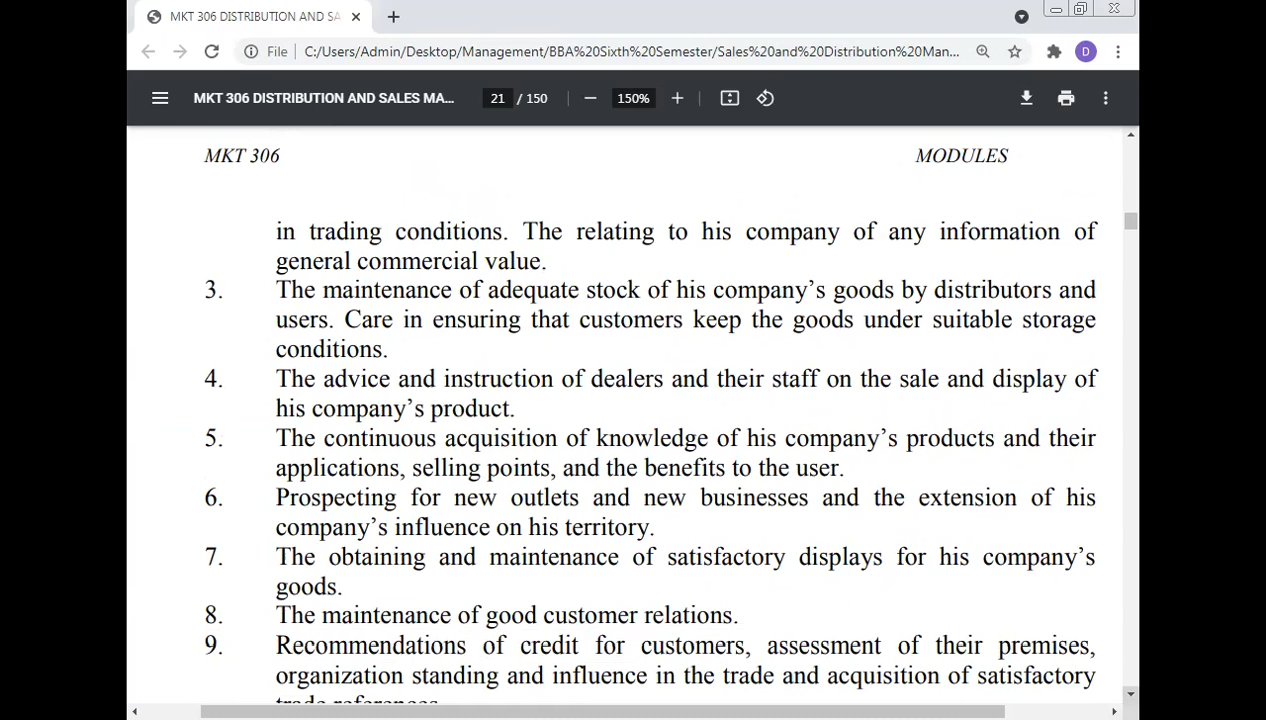 MKT 306 DISTRIBUTION AND SA
File C:/Users/Admin/Desktop/Management/BBA%20Sixth%20Semester/Sales%20and%20Distribution%20Man... D
MKT 306 DISTRIBUTION AND SALES MA... 21 / 150 150%
MKT 306 MODULES
in trading conditions. The relating to his company of any information of
general commercial value.
3. The maintenance of adequate stock of his company’s goods by distributors and
users. Care in ensuring that customers keep the goods under suitable storage
conditions.
4. The advice and instruction of dealers and their staff on the sale and display of
his company’s product.
5. The continuous acquisition of knowledge of his company’s products and their
applications, selling points, and the benefits to the user.
6. Prospecting for new outlets and new businesses and the extension of his
company’s influence on his territory.
7. The obtaining and maintenance of satisfactory displays for his company’s
goods.
8. The maintenance of good customer relations.
9. Recommendations of credit for customers, assessment of their premises,
organization standing and influence in the trade and acquisition of satisfactory
trade references.